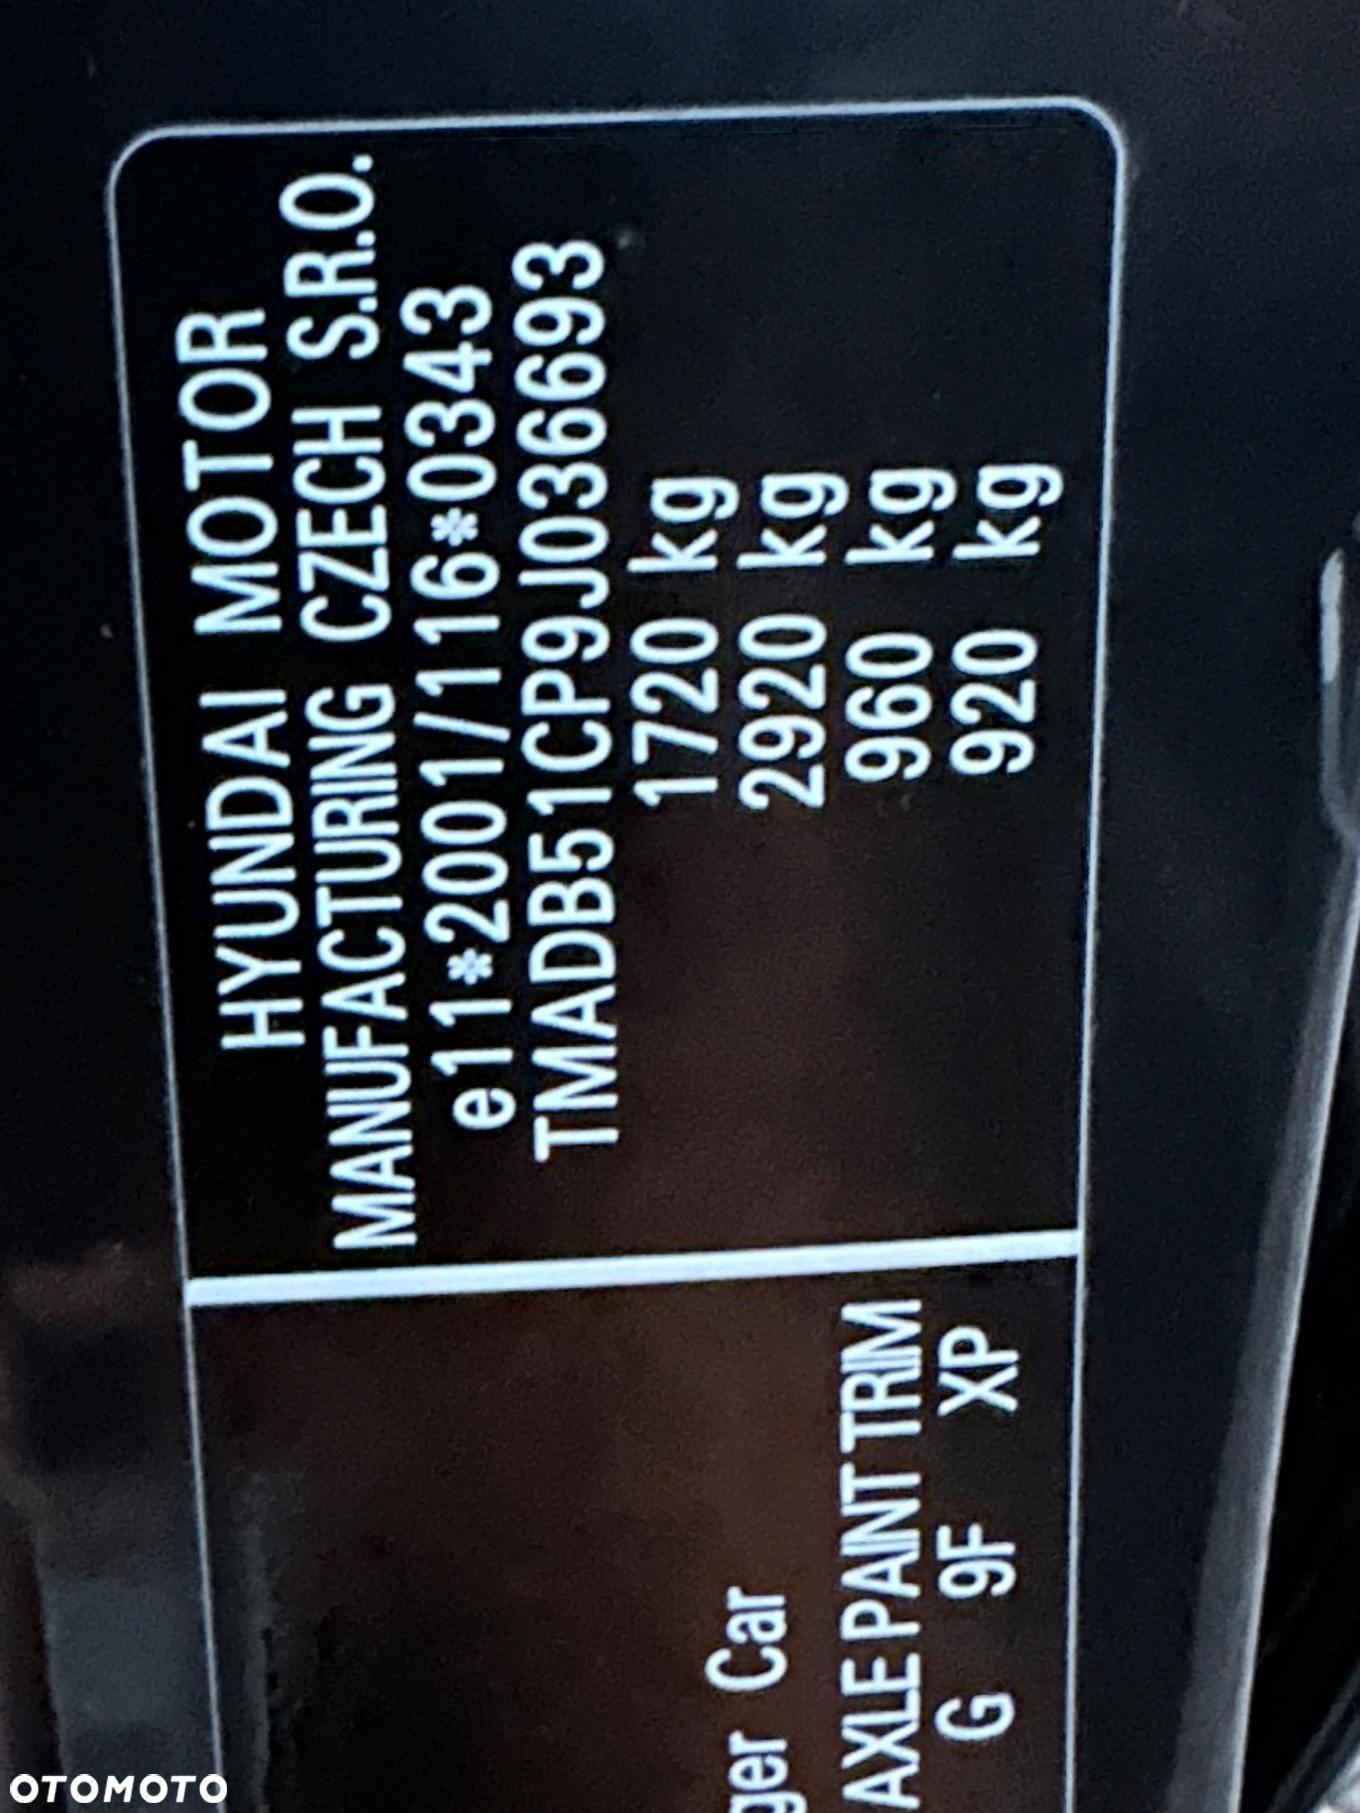 HYUNDAI MOTOR
MANUFACTURING CZECH S.R.O.
e11*2001/116*0343
TMADB51CP9J036693
1720 kg
2920 kg
960 kg
920 kg
ger Car
AXLE PAINT TRIM
G 9F XP
OTOMOTO